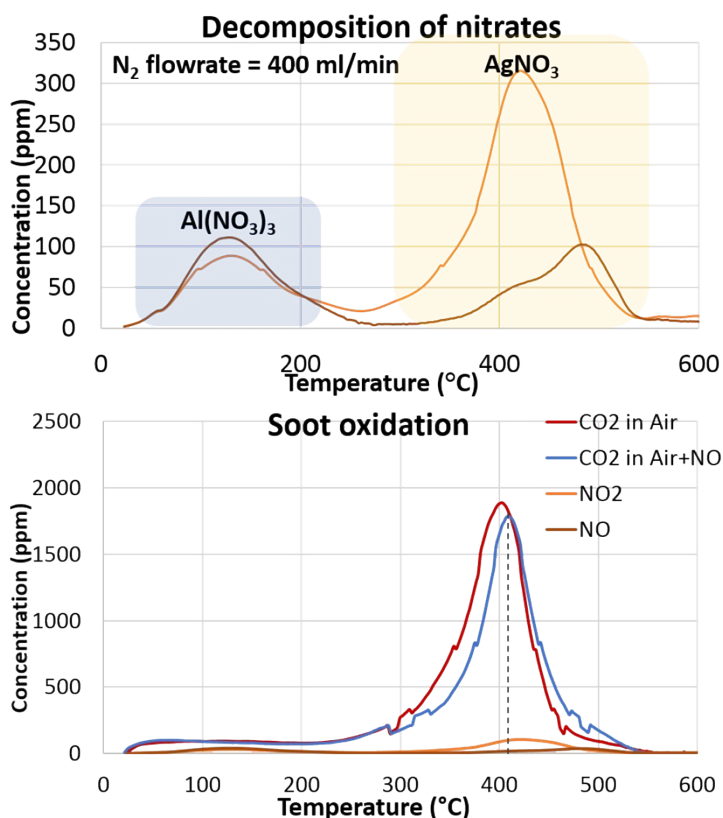 Decomposition of nitrates
N₂ flowrate = 400 ml/min
AgNO₃
Al(NO₃)₃
Concentration (ppm)
350
300
250
200
150
100
50
0
0 200 400 600
Temperature (°C)
Soot oxidation
CO2 in Air
CO2 in Air+NO
NO2
NO
Concentration (ppm)
2500
2000
1500
1000
500
0
0 100 200 300 400 500 600
Temperature (°C)